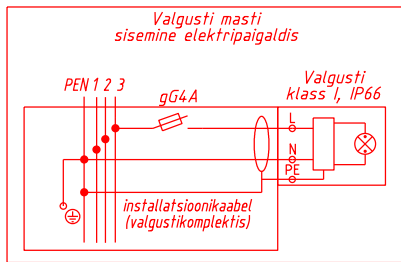 Valgusti masti
sisemine elektripaigaldis
PEN 1 2 3
gG4A
Valgusti
klass I, IP66
L
N
PE
installatsioonikaabel
(valgustikomplektis)